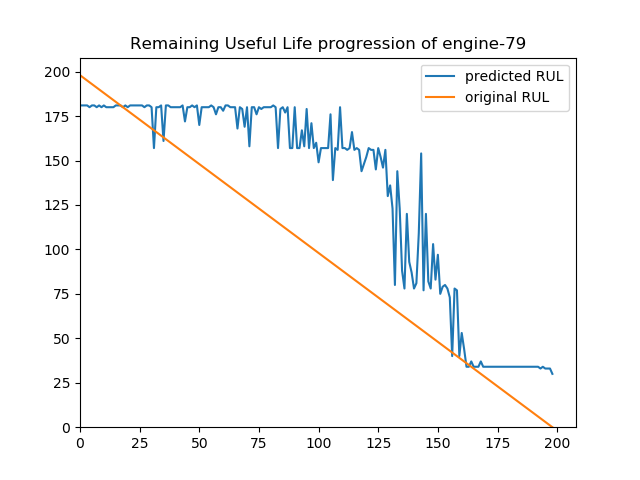 Remaining Useful Life progression of engine-79
predicted RUL
original RUL
200
175
150
125
100
75
50
25
0
0 25 50 75 100 125 150 175 200